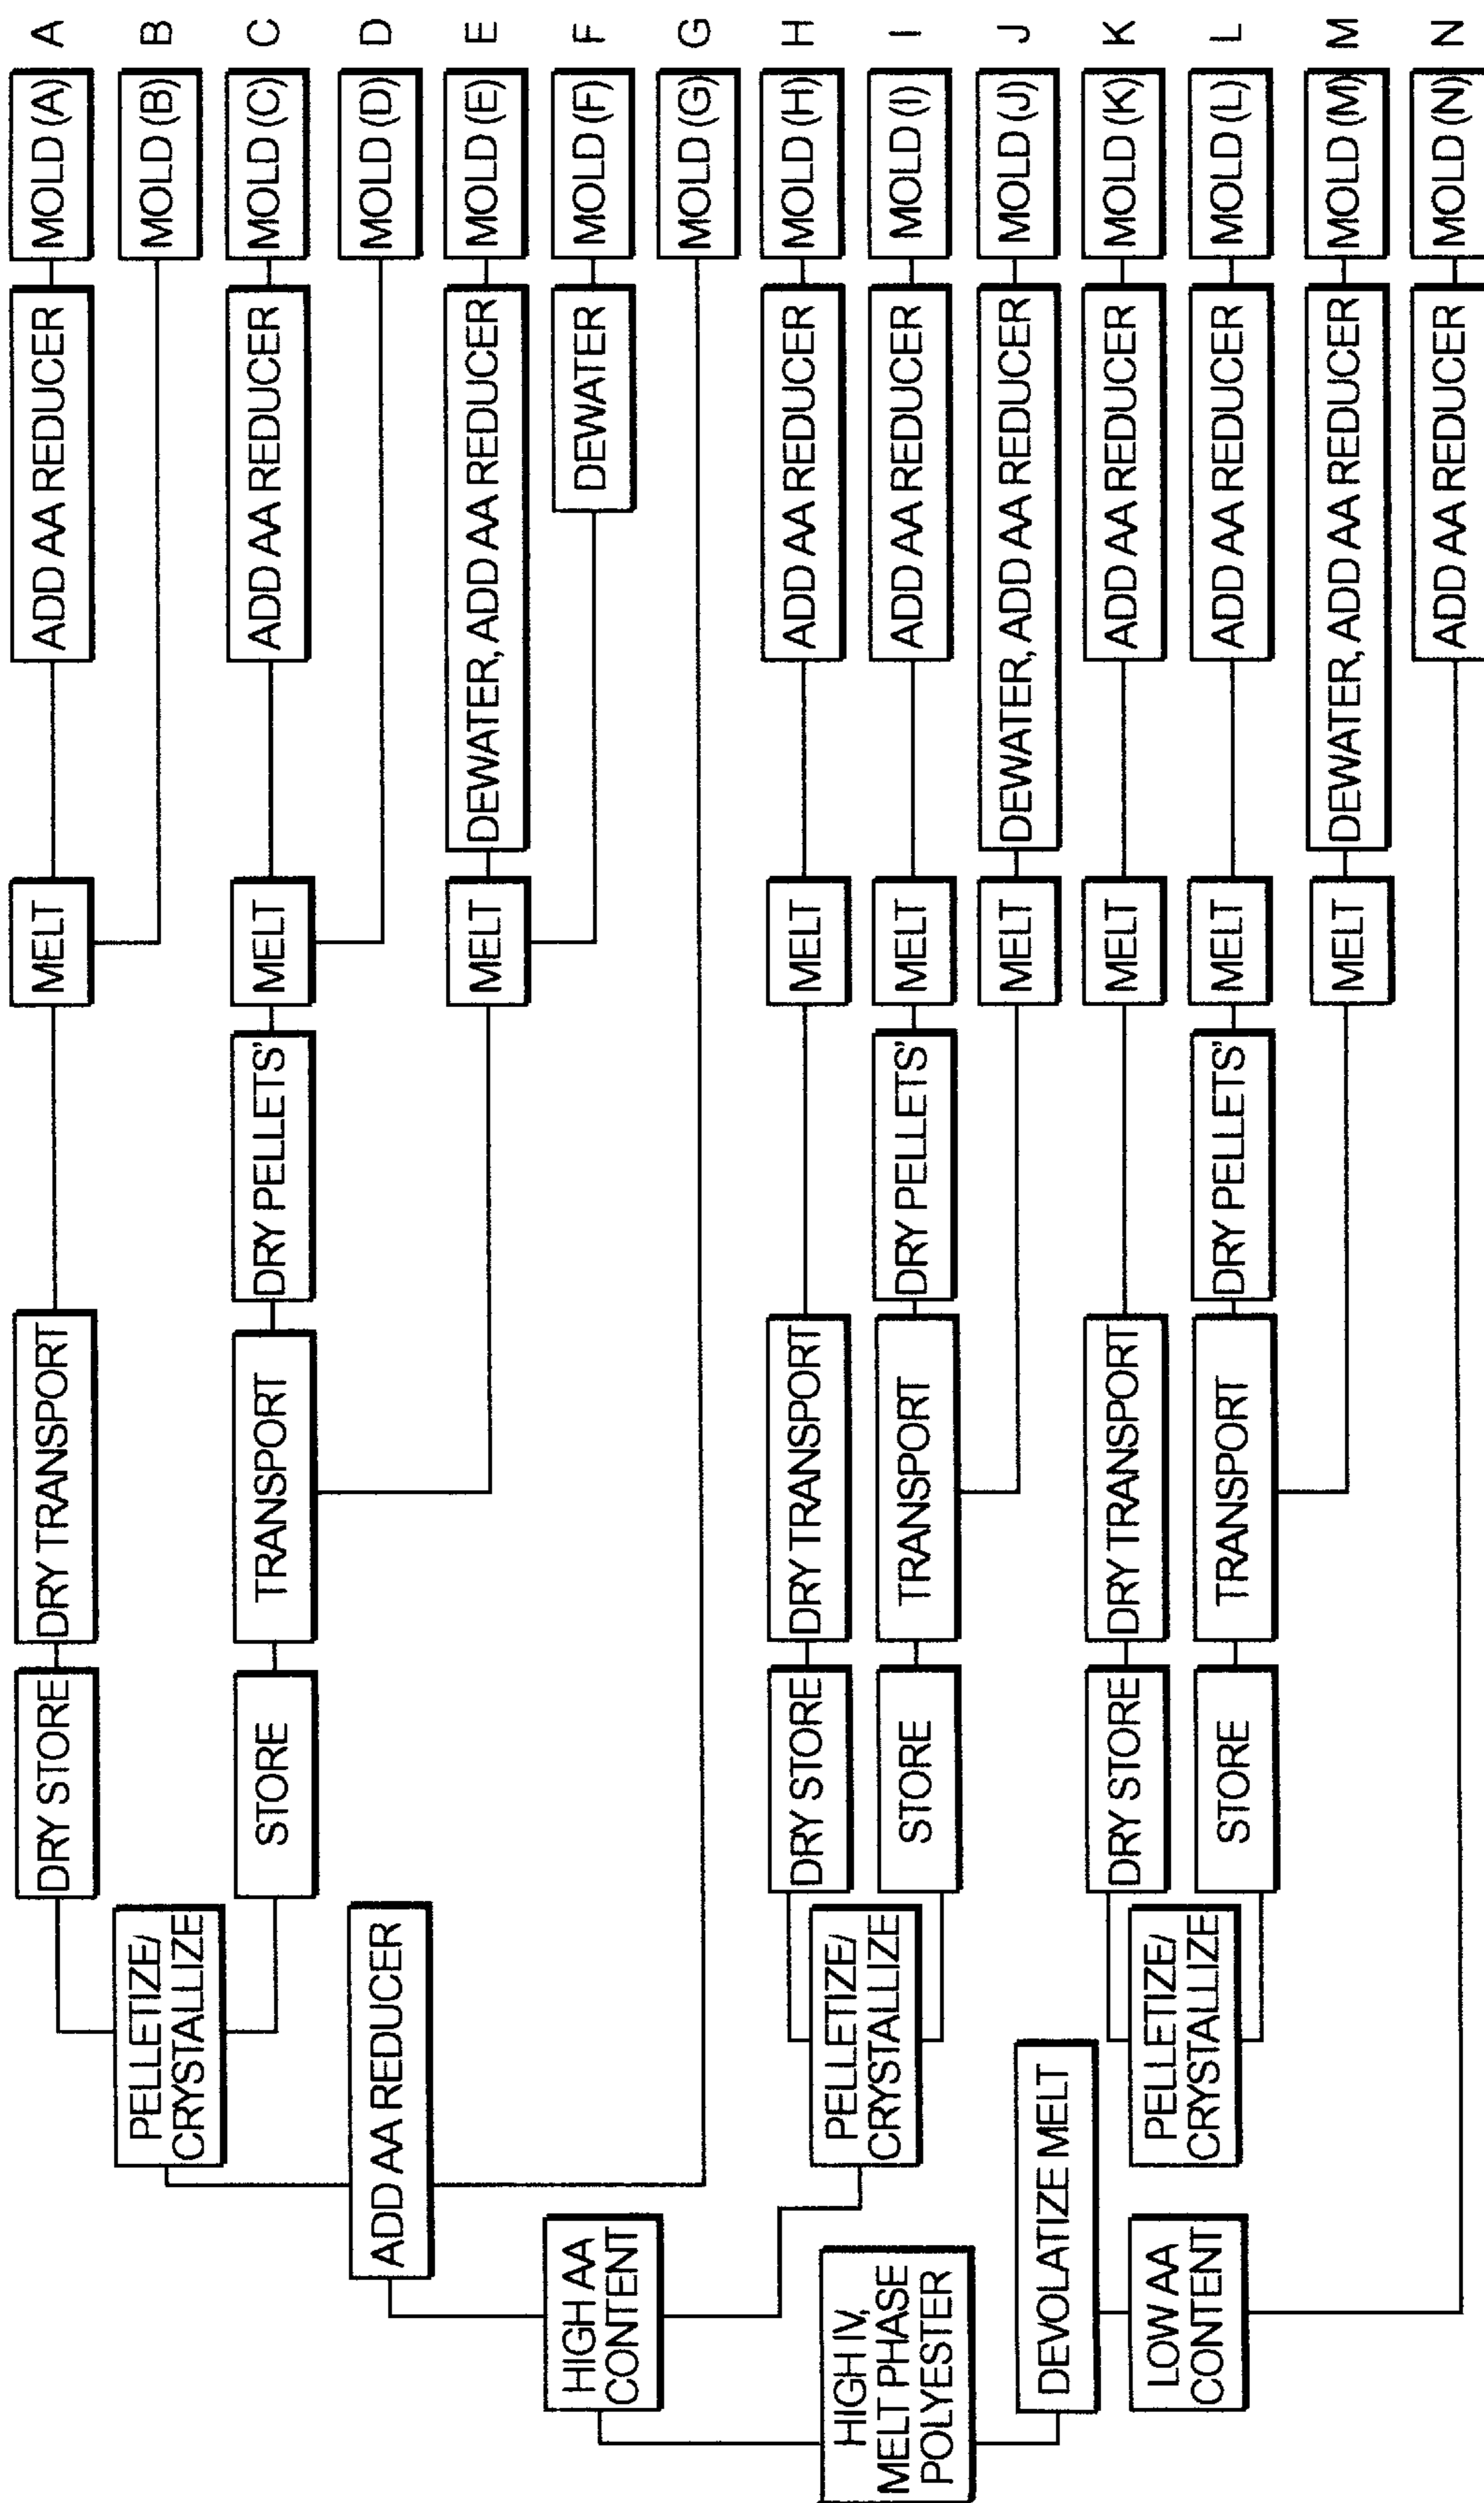 HIGH IV,
MELT PHASE
POLYESTER
HIGH AA
CONTENT
DEVOLATIZE MELT
LOW AA
CONTENT
ADD AA REDUCER
PELLETIZE/
CRYSTALLIZE
PELLETIZE/
CRYSTALLIZE
PELLETIZE/
CRYSTALLIZE
DRY STORE
DRY TRANSPORT
MELT
ADD AA REDUCER
MOLD (A)
A
MOLD (B)
B
STORE
TRANSPORT
DRY PELLETS'
MELT
ADD AA REDUCER
MOLD (C)
C
MOLD (D)
D
MELT
DEWATER, ADD AA REDUCER
MOLD (E)
E
DEWATER
MOLD (F)
F
MOLD (G)
G
DRY STORE
DRY TRANSPORT
MELT
ADD AA REDUCER
MOLD (H)
H
STORE
TRANSPORT
DRY PELLETS'
MELT
ADD AA REDUCER
MOLD (I)
I
MELT
DEWATER, ADD AA REDUCER
MOLD (J)
J
DRY STORE
DRY TRANSPORT
MELT
ADD AA REDUCER
MOLD (K)
K
STORE
TRANSPORT
DRY PELLETS'
MELT
ADD AA REDUCER
MOLD (L)
L
MELT
DEWATER, ADD AA REDUCER
MOLD (M)
M
ADD AA REDUCER
MOLD (N)
N